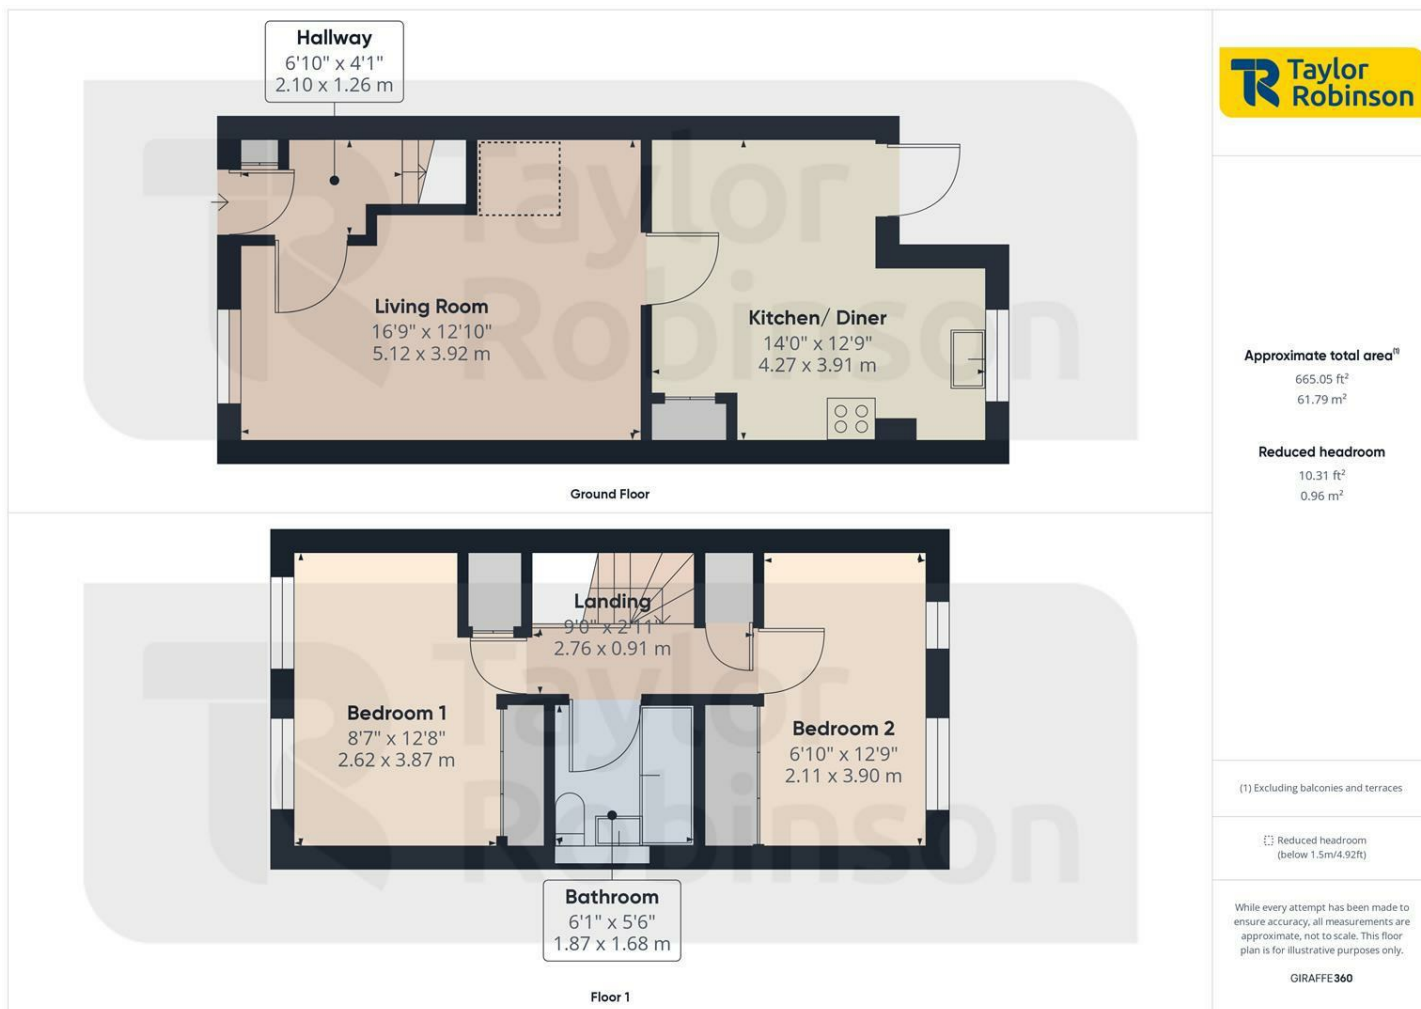 Hallway
6'10" x 4'1"
2.10 x 1.26 m
Living Room
16'9" x 12'10"
5.12 x 3.92 m
Kitchen/ Diner
14'0" x 12'9"
4.27 x 3.91 m
Taylor
Robinson
Ground Floor
Landing
9'0" x 2'11"
2.76 x 0.91 m
Bedroom 1
8'7" x 12'8"
2.62 x 3.87 m
Bedroom 2
6'10" x 12'9"
2.11 x 3.90 m
Bathroom
6'1" x 5'6"
1.87 x 1.68 m
Taylor
Robinson
Floor 1
TR Taylor
Robinson
Approximate total area⁽¹⁾
665.05 ft²
61.79 m²
Reduced headroom
10.31 ft²
0.96 m²
(1) Excluding balconies and terraces
Reduced headroom
(below 1.5m/4.92ft)
While every attempt has been made to
ensure accuracy, all measurements are
approximate, not to scale. This floor
plan is for illustrative purposes only.
GIRAFFE360